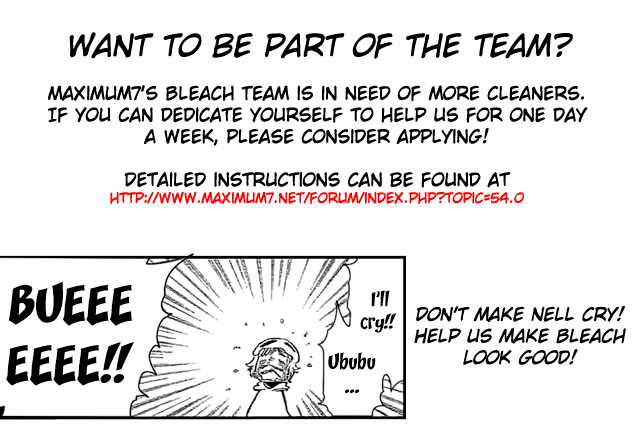 WANT TO BE PART OF THE TEAM?
MAXIMUM7'S BLEACH TEAM IS IN NEED OF MORE CLEANERS.
IF YOU CAN DEDICATE YOURSELF TO HELP US FOR ONE DAY
A WEEK, PLEASE CONSIDER APPLYING!
DETAILED INSTRUCTIONS CAN BE FOUND AT
HTTP://WWW.MAXIMUM7.NET/FORUM/INDEX.PHP?TOPIC=54.0
BUEEE
EEEE!!
I'll
cry!!
Ububu
...
DON'T MAKE NELL CRY!
HELP US MAKE BLEACH
LOOK GOOD!